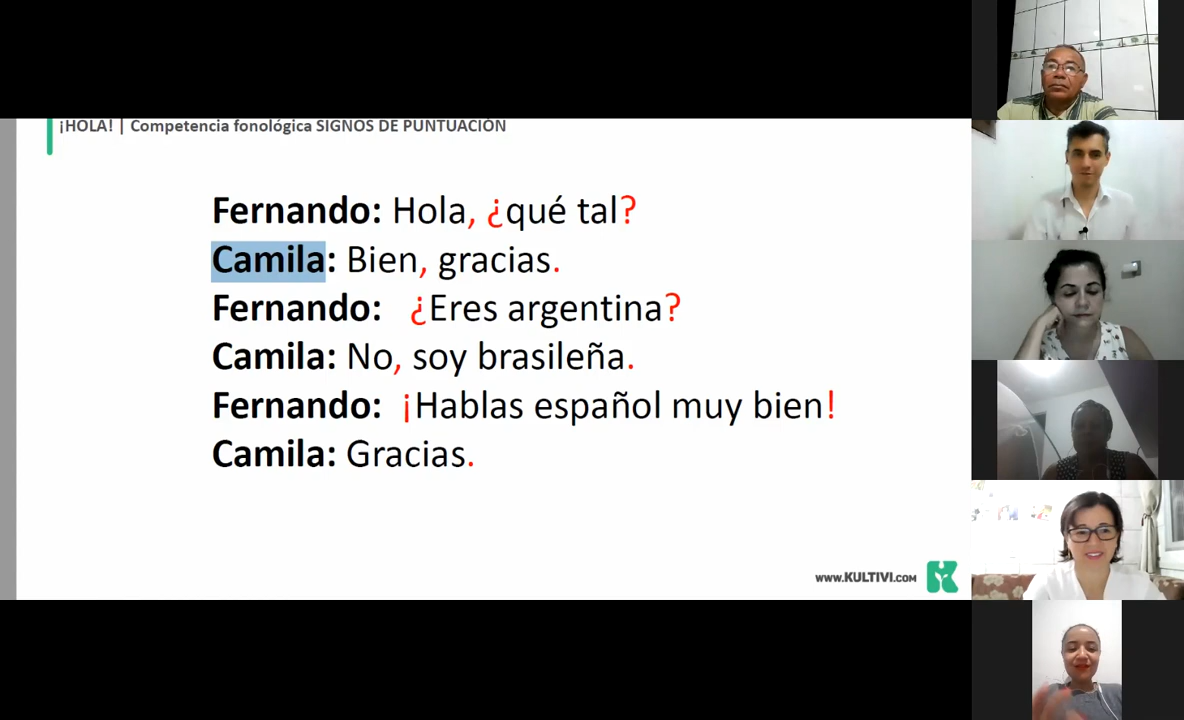 ¡HOLA! | Competencia fonológica SIGNOS DE PUNTUACIÓN
Fernando: Hola, ¿qué tal?
Camila: Bien, gracias.
Fernando: ¿Eres argentina?
Camila: No, soy brasileña.
Fernando: ¡Hablas español muy bien!
Camila: Gracias.
www.KULTIVI.COM